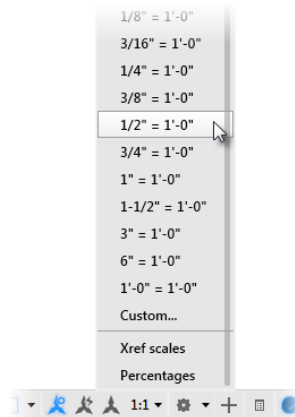 1/8" = 1'-0"
3/16" = 1'-0"
1/4" = 1'-0"
3/8" = 1'-0"
1/2" = 1'-0"
3/4" = 1'-0"
1" = 1'-0"
1-1/2" = 1'-0"
3" = 1'-0"
6" = 1'-0"
1'-0" = 1'-0"
Custom...
Xref scales
Percentages
1:1